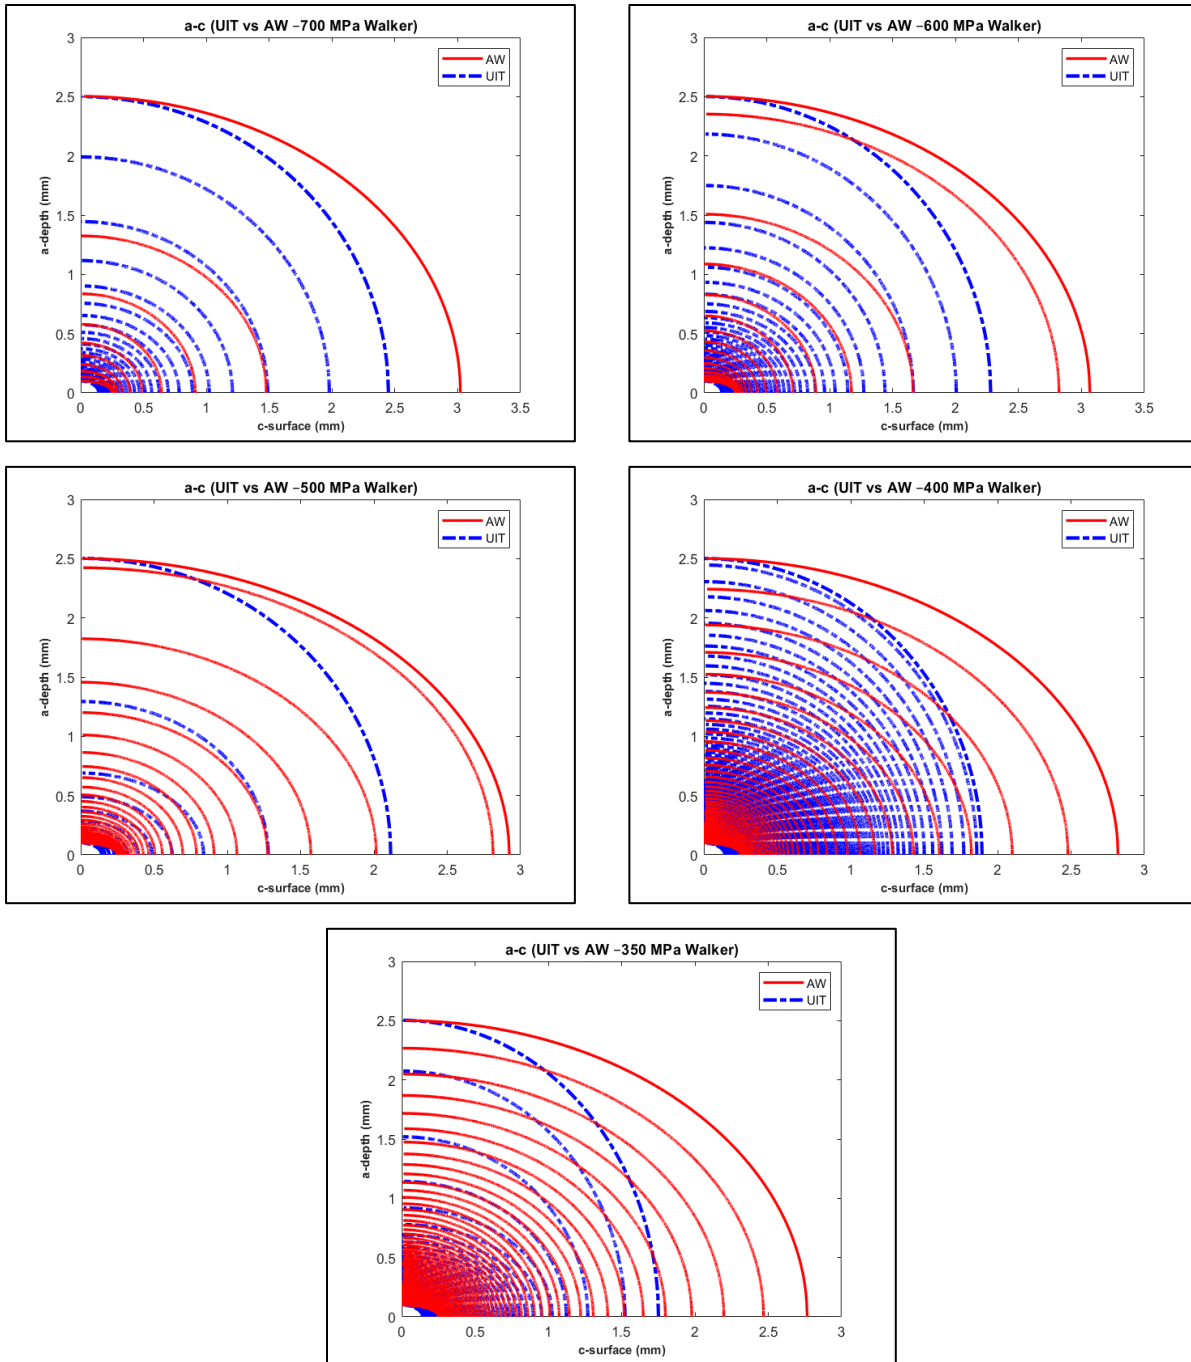 a-c (UIT vs AW –700 MPa Walker)
3
2.5
2
1.5
1
0.5
0
a-depth (mm)
AW
UIT
0 0.5 1 1.5 2 2.5 3 3.5
c-surface (mm)
a-c (UIT vs AW –600 MPa Walker)
3
2.5
2
1.5
1
0.5
0
a-depth (mm)
AW
UIT
0 0.5 1 1.5 2 2.5 3 3.5
c-surface (mm)
a-c (UIT vs AW –500 MPa Walker)
3
2.5
2
1.5
1
0.5
0
a-depth (mm)
AW
UIT
0 0.5 1 1.5 2 2.5 3
c-surface (mm)
a-c (UIT vs AW –400 MPa Walker)
3
2.5
2
1.5
1
0.5
0
a-depth (mm)
AW
UIT
0 0.5 1 1.5 2 2.5 3
c-surface (mm)
a-c (UIT vs AW –350 MPa Walker)
3
2.5
2
1.5
1
0.5
0
a-depth (mm)
AW
UIT
0 0.5 1 1.5 2 2.5 3
c-surface (mm)